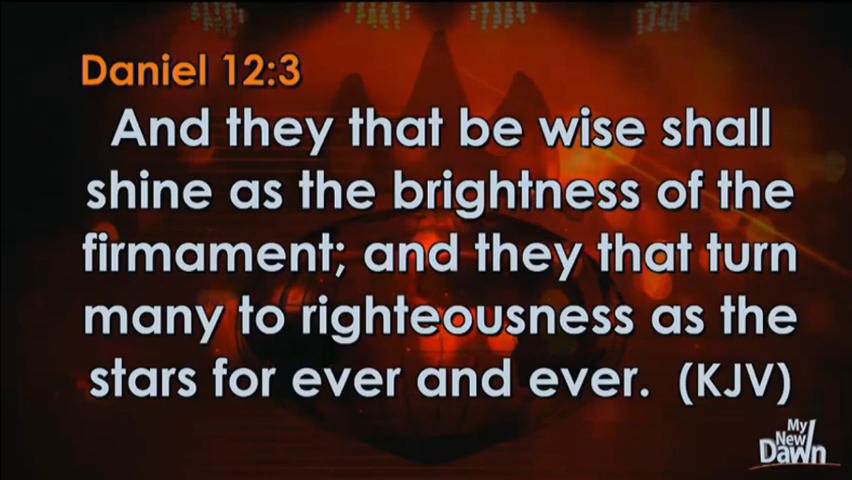 Daniel 12:3
And they that be wise shall
shine as the brightness of the
firmament; and they that turn
many to righteousness as the
stars for ever and ever. (KJV)
My
New
Dawn